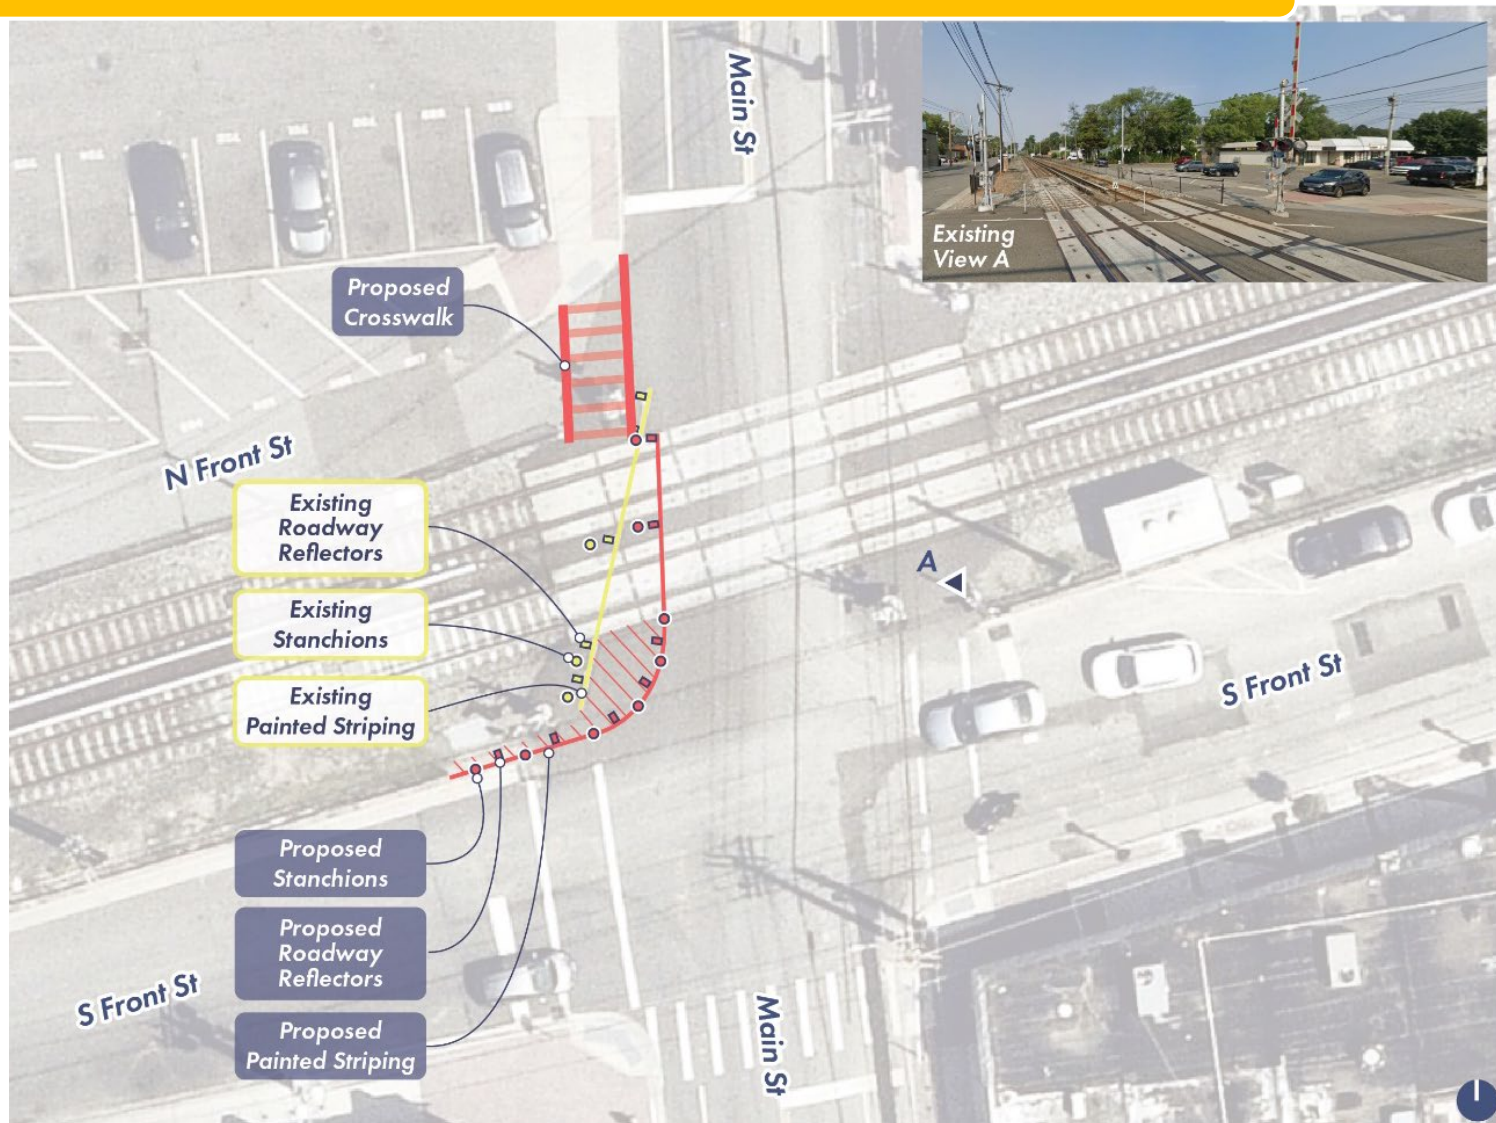 Main St
Existing
View A
Proposed
Crosswalk
N Front St
Existing
Roadway
Reflectors
Existing
Stanchions
A
Existing
Painted Striping
S Front St
Proposed
Stanchions
Proposed
Roadway
Reflectors
S Front St
Main St
Proposed
Painted Striping